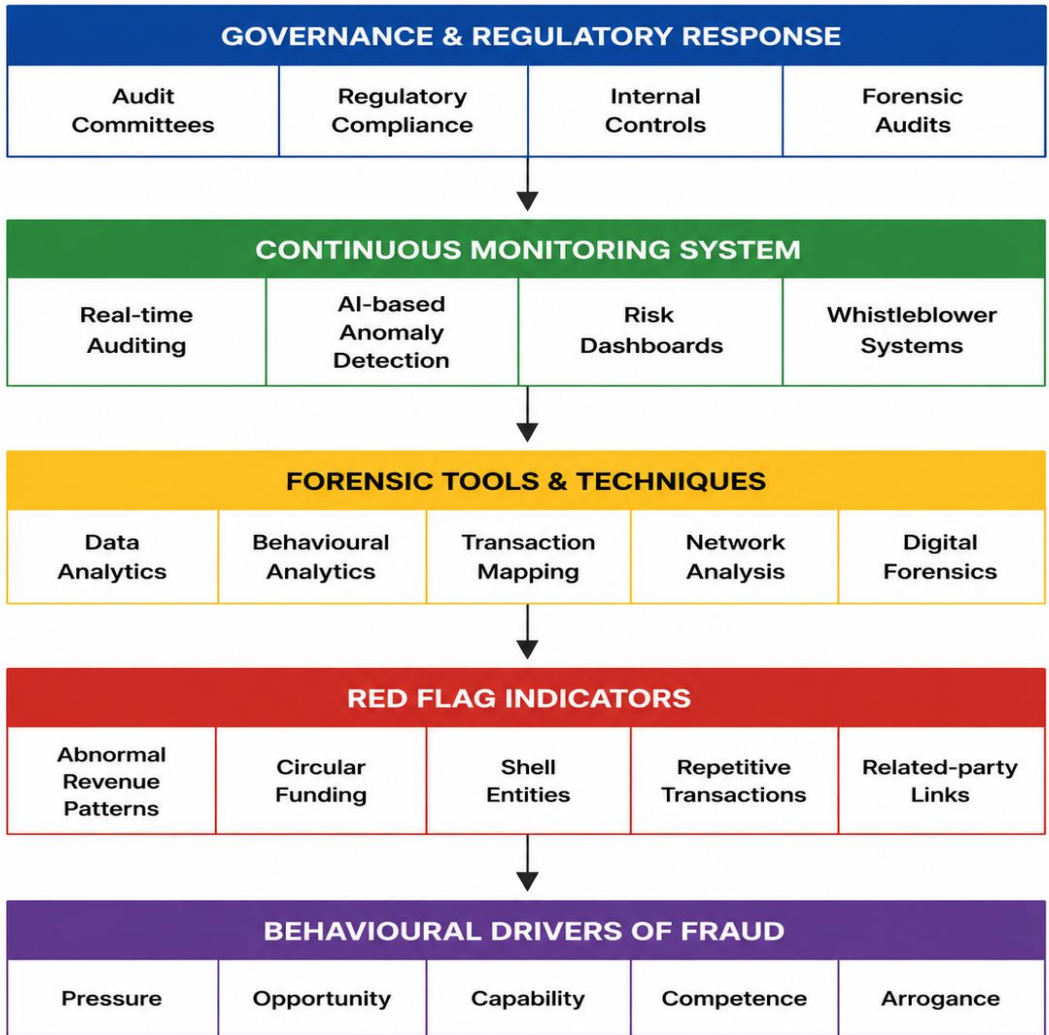 GOVERNANCE & REGULATORY RESPONSE
Audit
Committees
Regulatory
Compliance
Internal
Controls
Forensic
Audits
CONTINUOUS MONITORING SYSTEM
Real-time
Auditing
AI-based
Anomaly
Detection
Risk
Dashboards
Whistleblower
Systems
FORENSIC TOOLS & TECHNIQUES
Data
Analytics
Behavioural
Analytics
Transaction
Mapping
Network
Analysis
Digital
Forensics
RED FLAG INDICATORS
Abnormal
Revenue
Patterns
Circular
Funding
Shell
Entities
Repetitive
Transactions
Related-party
Links
BEHAVIOURAL DRIVERS OF FRAUD
Pressure
Opportunity
Capability
Competence
Arrogance